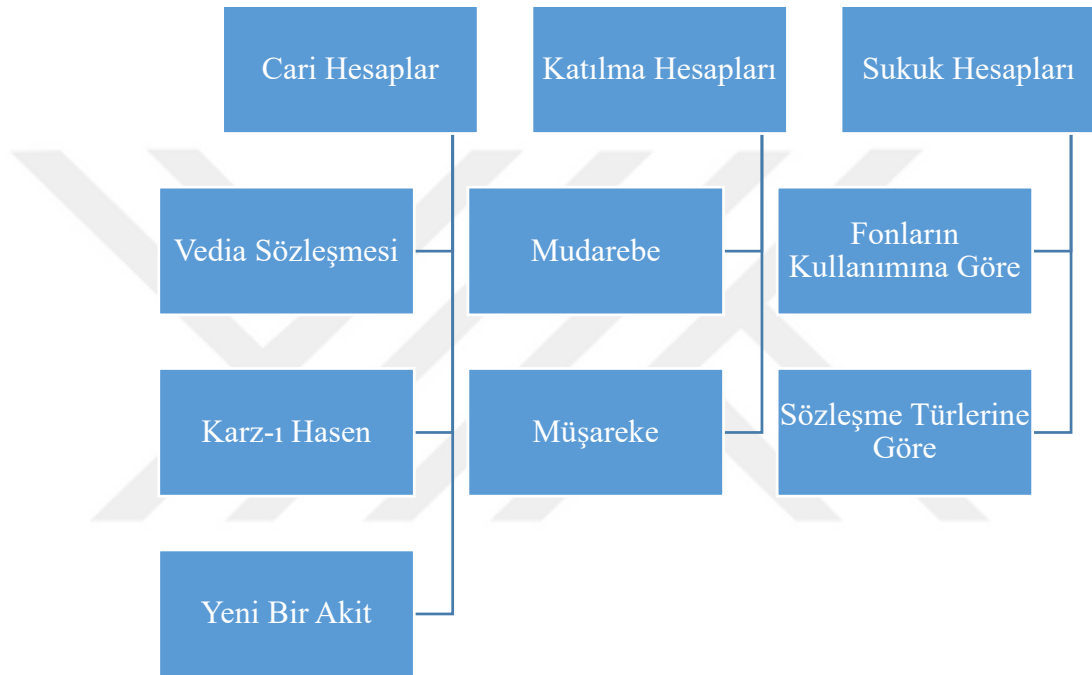 Cari Hesaplar
Vedia Sözleşmesi
Karz-ı Hasen
Yeni Bir Akit
Katılma Hesapları
Mudarebe
Müşareke
Sukuk Hesapları
Fonların
Kullanımına Göre
Sözleşme Türlerine
Göre